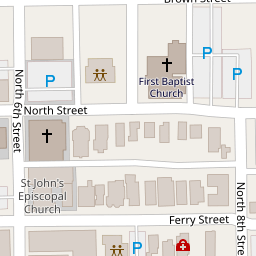 Brown Street
P
P
P
First Baptist
Church
North 6th Street
North Street
St John's
Episcopal
Church
North 8th Street
Ferry Street
P